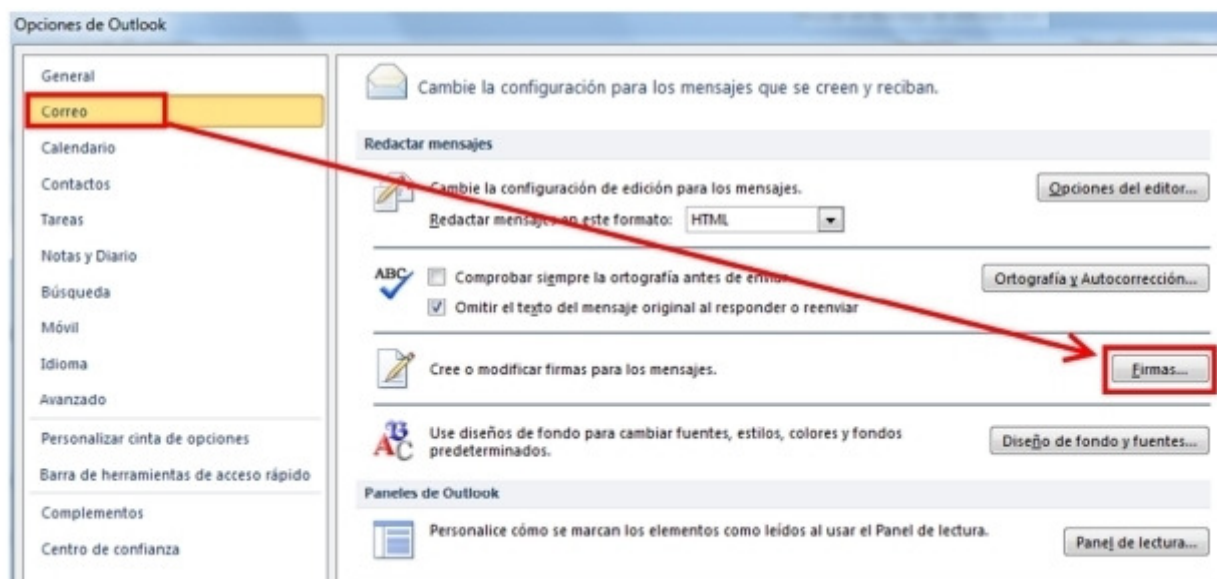 Opciones de Outlook
General
Correo
Calendario
Contactos
Tareas
Notas y Diario
Búsqueda
Móvil
Idioma
Avanzado
Personalizar cinta de opciones
Barra de herramientas de acceso rápido
Complementos
Centro de confianza
Cambie la configuración para los mensajes que se creen y reciban.
Redactar mensajes
Cambie la configuración de edición para los mensajes.
Opciones del editor...
Redactar mensajes en este formato: HTML
ABC
Comprobar siempre la ortografía antes de enviar
Ortografía y Autocorrección...
Omitir el texto del mensaje original al responder o reenviar
Cree o modificar firmas para los mensajes.
Firmas...
Use diseños de fondo para cambiar fuentes, estilos, colores y fondos
predeterminados.
Diseño de fondo y fuentes...
Paneles de Outlook
Personalice cómo se marcan los elementos como leídos al usar el Panel de lectura.
Panel de lectura...